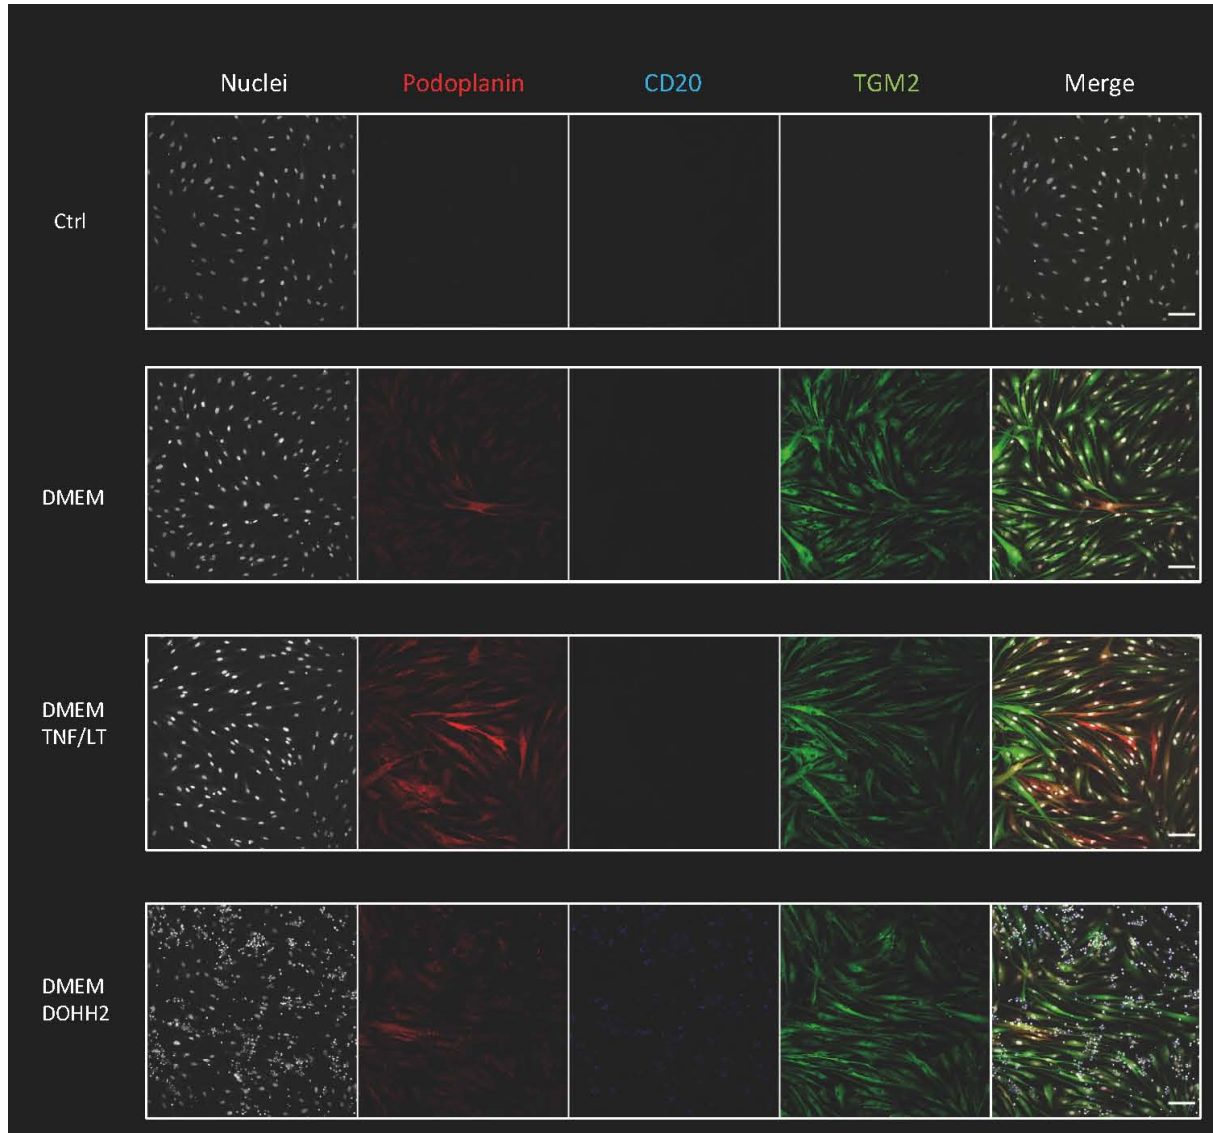 Nuclei Podoplanin CD20 TGM2 Merge
Ctrl
DMEM
DMEM
TNF/LT
DMEM
DOHH2